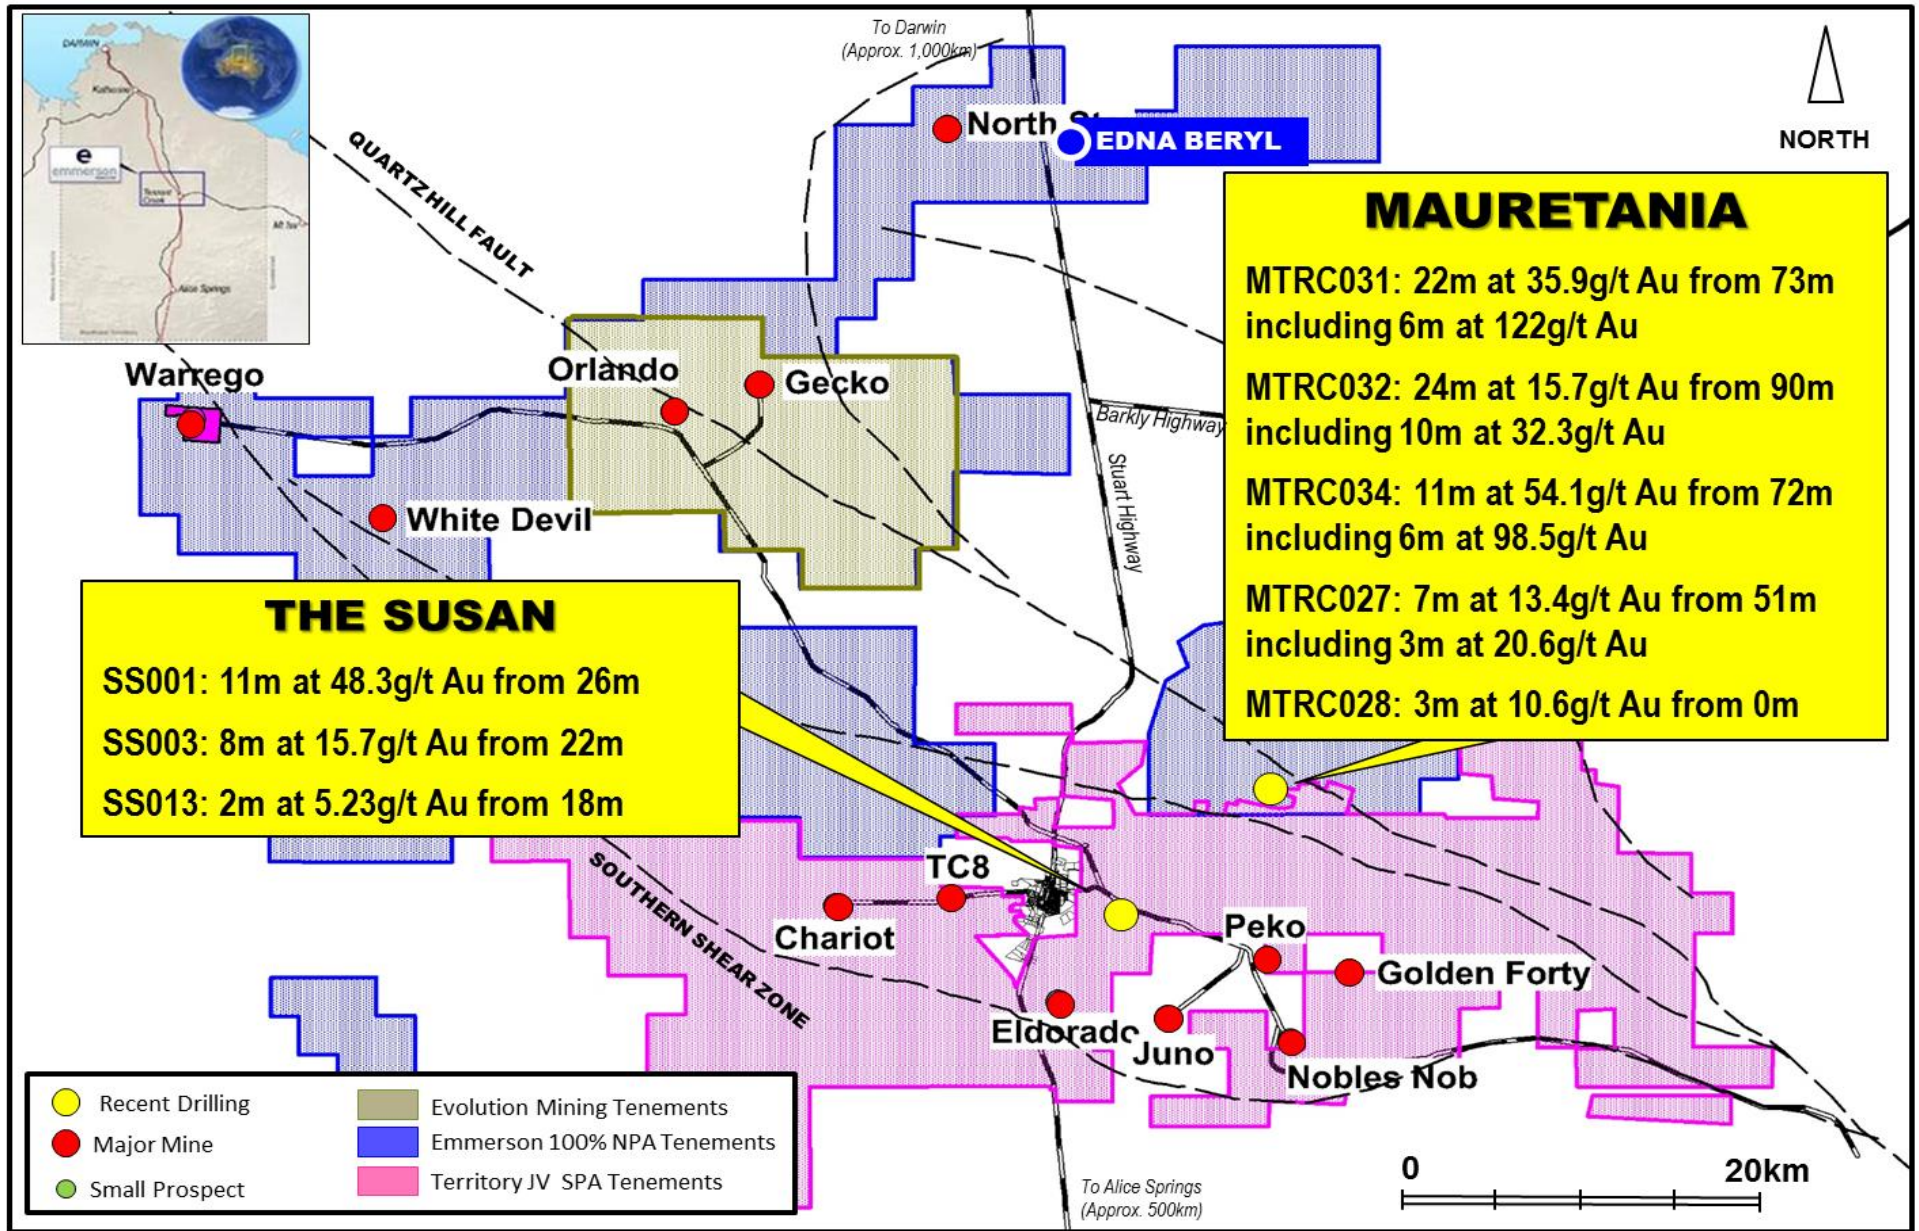 DARWIN
Katherine
e
emmerson
Tennant
Creek
Mt Isa
Alice Springs
To Darwin
(Approx. 1,000km)
NORTH
North St
EDNA BERYL
QUARTZ HILL FAULT
MAURETANIA
MTRC031: 22m at 35.9g/t Au from 73m
including 6m at 122g/t Au
MTRC032: 24m at 15.7g/t Au from 90m
including 10m at 32.3g/t Au
MTRC034: 11m at 54.1g/t Au from 72m
including 6m at 98.5g/t Au
MTRC027: 7m at 13.4g/t Au from 51m
including 3m at 20.6g/t Au
MTRC028: 3m at 10.6g/t Au from 0m
Warrego
Orlando
Gecko
Barkly Highway
Stuart Highway
White Devil
THE SUSAN
SS001: 11m at 48.3g/t Au from 26m
SS003: 8m at 15.7g/t Au from 22m
SS013: 2m at 5.23g/t Au from 18m
SOUTHERN SHEAR ZONE
TC8
Chariot
Peko
Golden Forty
Eldorado
Juno
Nobles Nob
Recent Drilling
Major Mine
Small Prospect
Evolution Mining Tenements
Emmerson 100% NPA Tenements
Territory JV SPA Tenements
To Alice Springs
(Approx. 500km)
0
20km